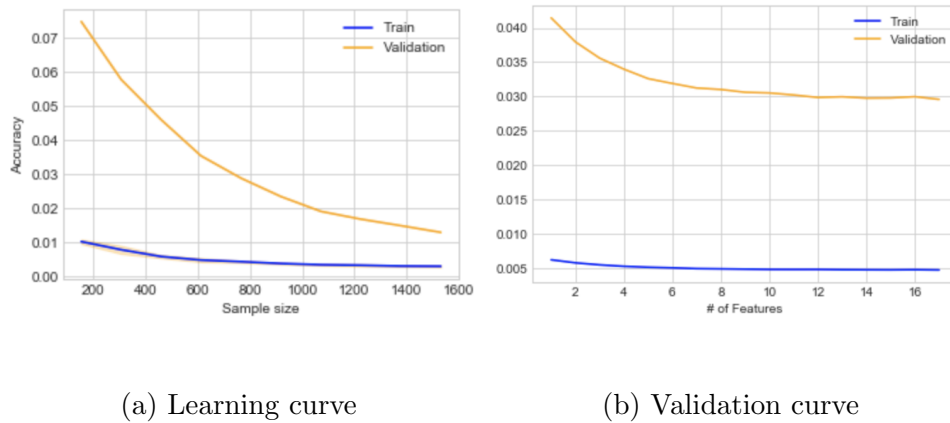 Train
Validation
0.07
0.06
0.05
0.04
0.03
0.02
0.01
0.00
Accuracy
200 400 600 800 1000 1200 1400 1600
Sample size
Train
Validation
0.040
0.035
0.030
0.025
0.020
0.015
0.010
0.005
2 4 6 8 10 12 14 16
# of Features
(a) Learning curve
(b) Validation curve